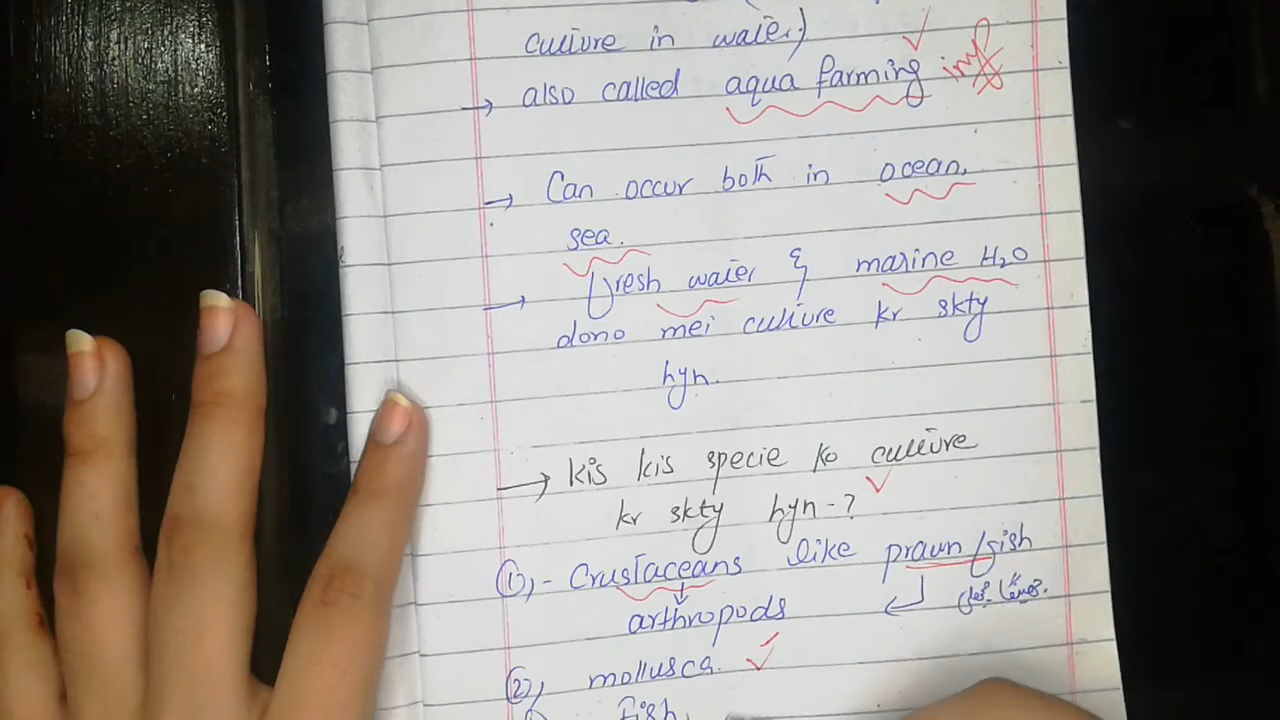 culture in water)
→ also called aqua farming imp
→ Can occur both in ocean,
sea.
→ fresh water & marine H₂O
dono mei culture kr skty
hyn.
→ kis kis specie ko culture
kr skty hyn-?
①,- Crustaceans like prawn/fish
↓ arthropods
②, mollusca.
fish.